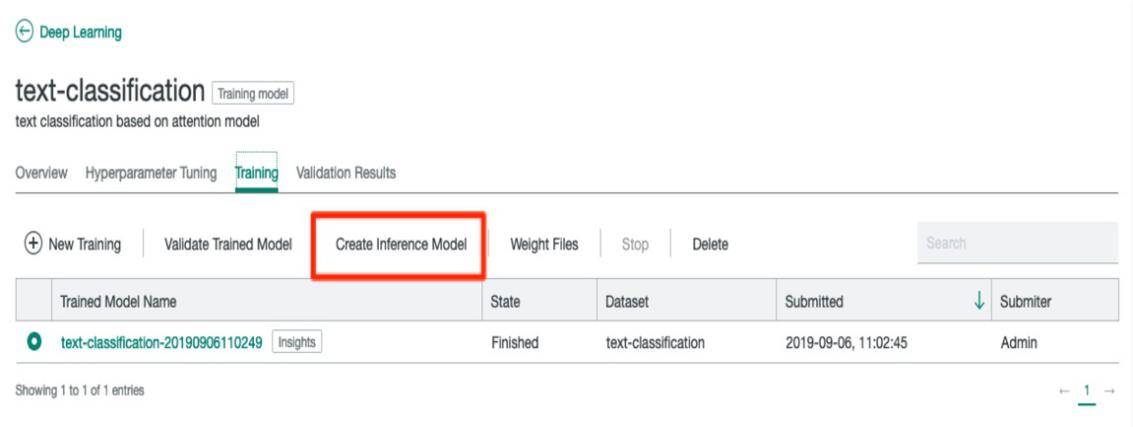 Deep Learning
text-classification Training model
text classification based on attention model
Overview Hyperparameter Tuning Training Validation Results
New Training Validate Trained Model Create Inference Model Weight Files Stop Delete Search
Trained Model Name State Dataset Submitted ↓ Submiter
text-classification-20190906110249 Insights Finished text-classification 2019-09-06, 11:02:45 Admin
Showing 1 to 1 of 1 entries ← 1 →